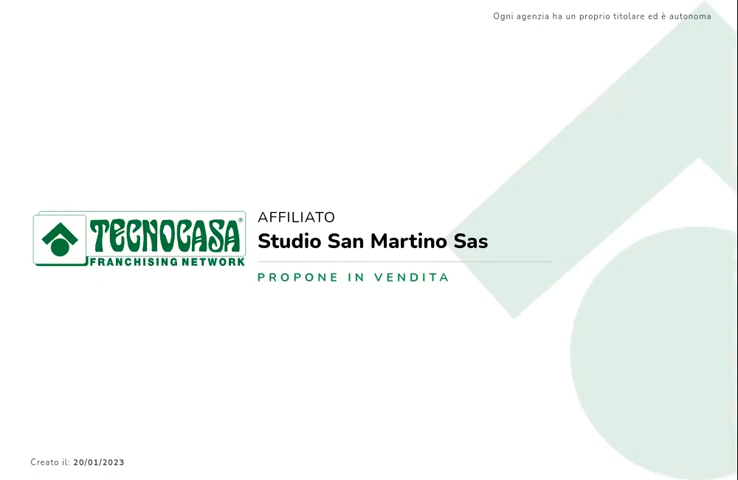 Ogni agenzia ha un proprio titolare ed è autonoma
TECNOCASA®
FRANCHISING NETWORK
AFFILIATO
Studio San Martino Sas
PROPONE IN VENDITA
Creato il: 20/01/2023